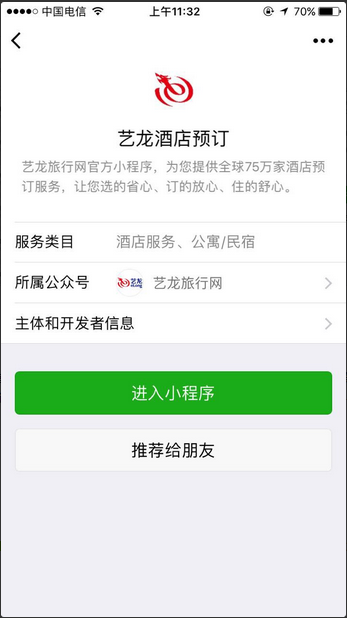 中国电信 上午11:32 70%
艺龙酒店预订
艺龙旅行网官方小程序，为您提供全球75万家酒店预
订服务，让您选的省心、订的放心、住的舒心。
服务类目 酒店服务、公寓/民宿
所属公众号 艺龙 艺龙旅行网
主体和开发者信息
进入小程序
推荐给朋友